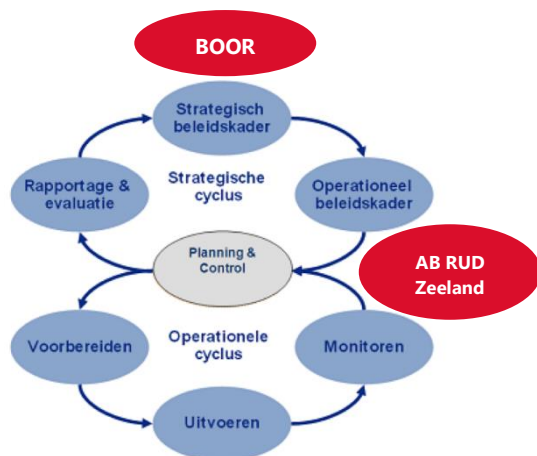 BOOR
Strategisch
beleidskader
Rapportage &
evaluatie
Strategische
cyclus
Operationeel
beleidskader
Planning &
Control
AB RUD
Zeeland
Voorbereiden
Operationele
cyclus
Monitoren
Uitvoeren